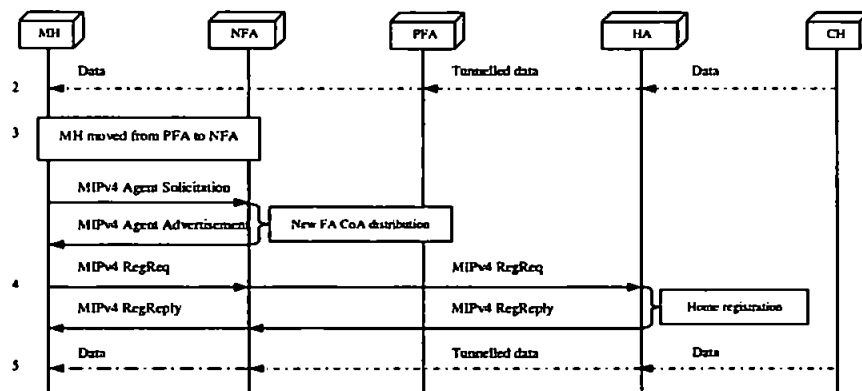 MH NFA PFA HA CH
Data Tunnelled data Data
2
3 MH moved from PFA to NFA
MIPv4 Agent Solicitation
MIPv4 Agent Advertisement New FA CoA distribution
MIPv4 RegReq MIPv4 RegReq
4 Home registration
MIPv4 RegReply MIPv4 RegReply
Data Tunnelled data Data
5